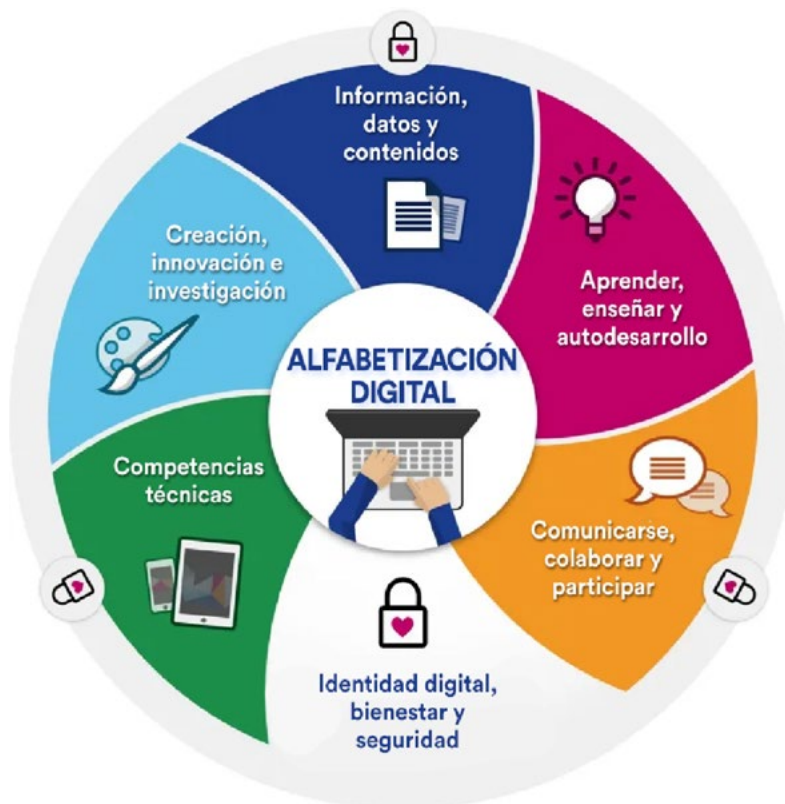 Información,
datos y
contenidos
Aprender,
enseñar y
autodesarrollo
Comunicarse,
colaborar y
participar
Identidad digital,
bienestar y
seguridad
Competencias
técnicas
Creación,
innovación e
investigación
ALFABETIZACIÓN
DIGITAL